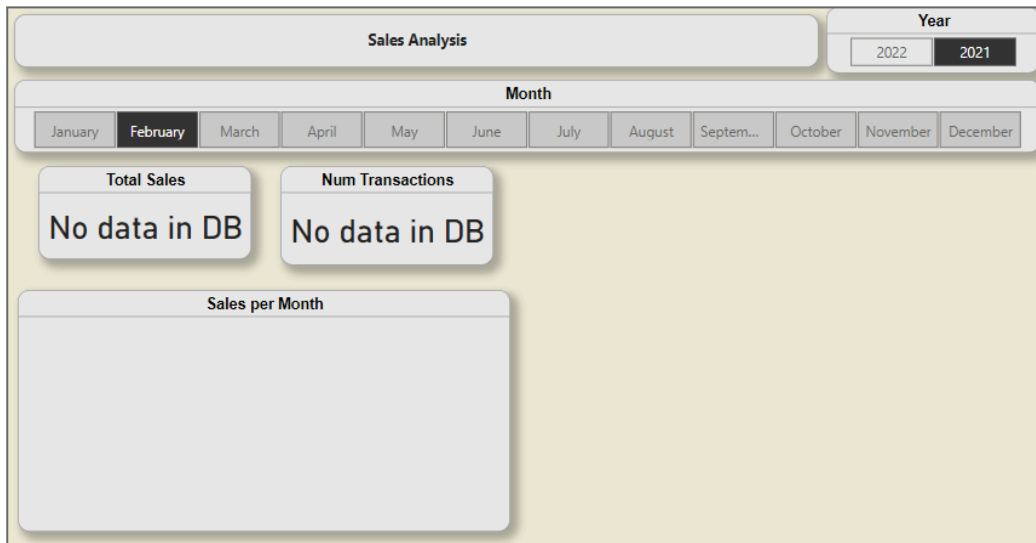 Sales Analysis
Year
2022 2021
Month
January February March April May June July August Septem... October November December
Total Sales Num Transactions
No data in DB No data in DB
Sales per Month